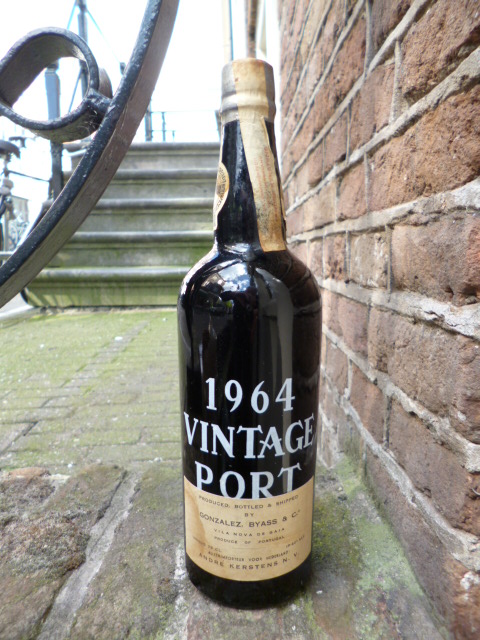 1964
VINTAGE
PORT
PRODUCED, BOTTLED & SHIPPED
BY
GONZALEZ, BYASS & Cº
VILA NOVA DE GAIA
PRODUCE OF PORTUGAL
ANDRÉ KERSTENS N.V.